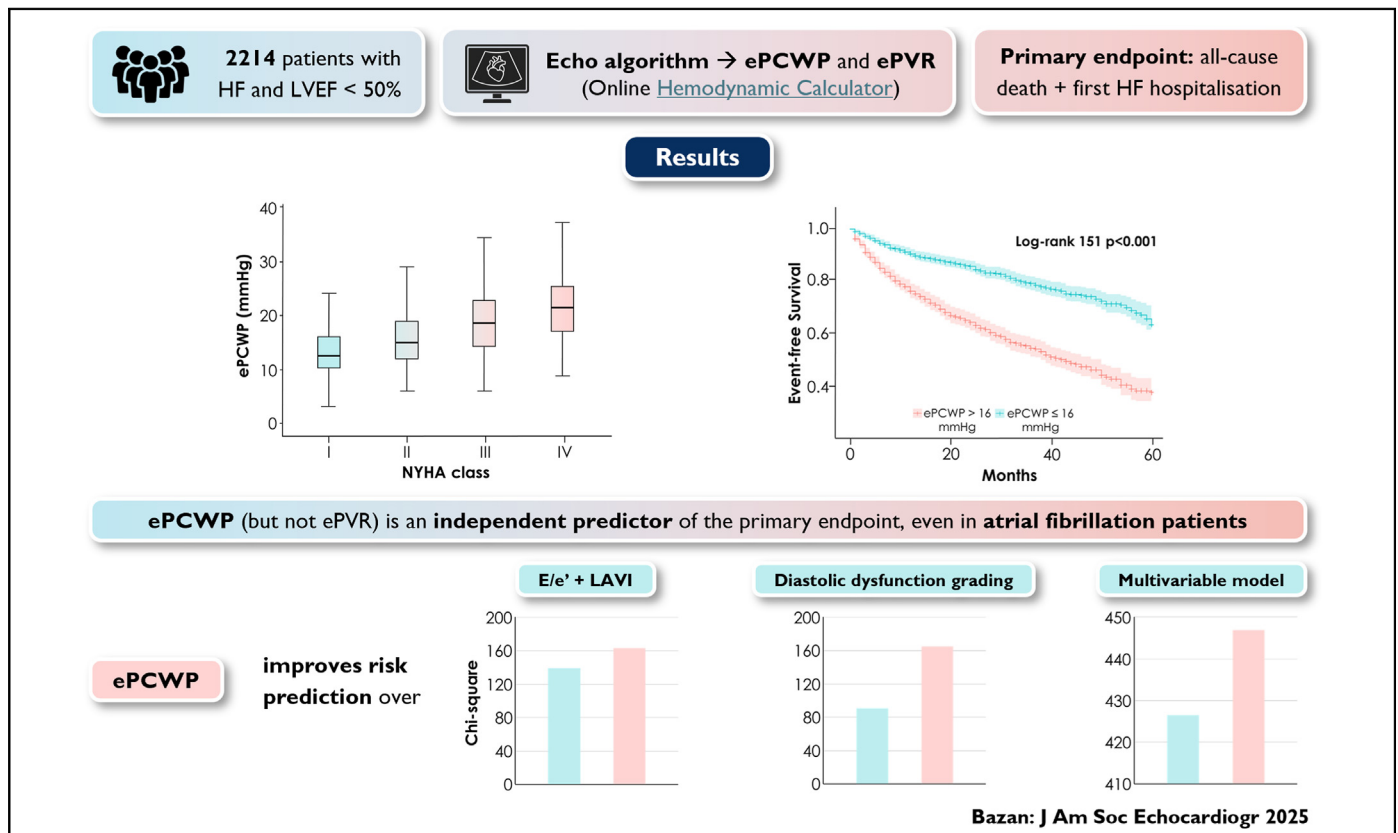 2214 patients with
HF and LVEF < 50%
Echo algorithm → ePCWP and ePVR
(Online Hemodynamic Calculator)
Primary endpoint: all-cause
death + first HF hospitalisation
Results
ePCWP (mmHg)
40
30
20
10
0
I II III IV
NYHA class
Event-free Survival
1.0
0.8
0.6
0.4
Log-rank 151 p<0.001
ePCWP > 16
mmHg
ePCWP ≤ 16
mmHg
0 20 40 60
Months
ePCWP (but not ePVR) is an independent predictor of the primary endpoint, even in atrial fibrillation patients
ePCWP
improves risk
prediction over
E/e’ + LAVI
Chi-square
200
160
120
80
40
0
Diastolic dysfunction grading
200
160
120
80
40
0
Multivariable model
450
440
430
420
410
Bazan: J Am Soc Echocardiogr 2025